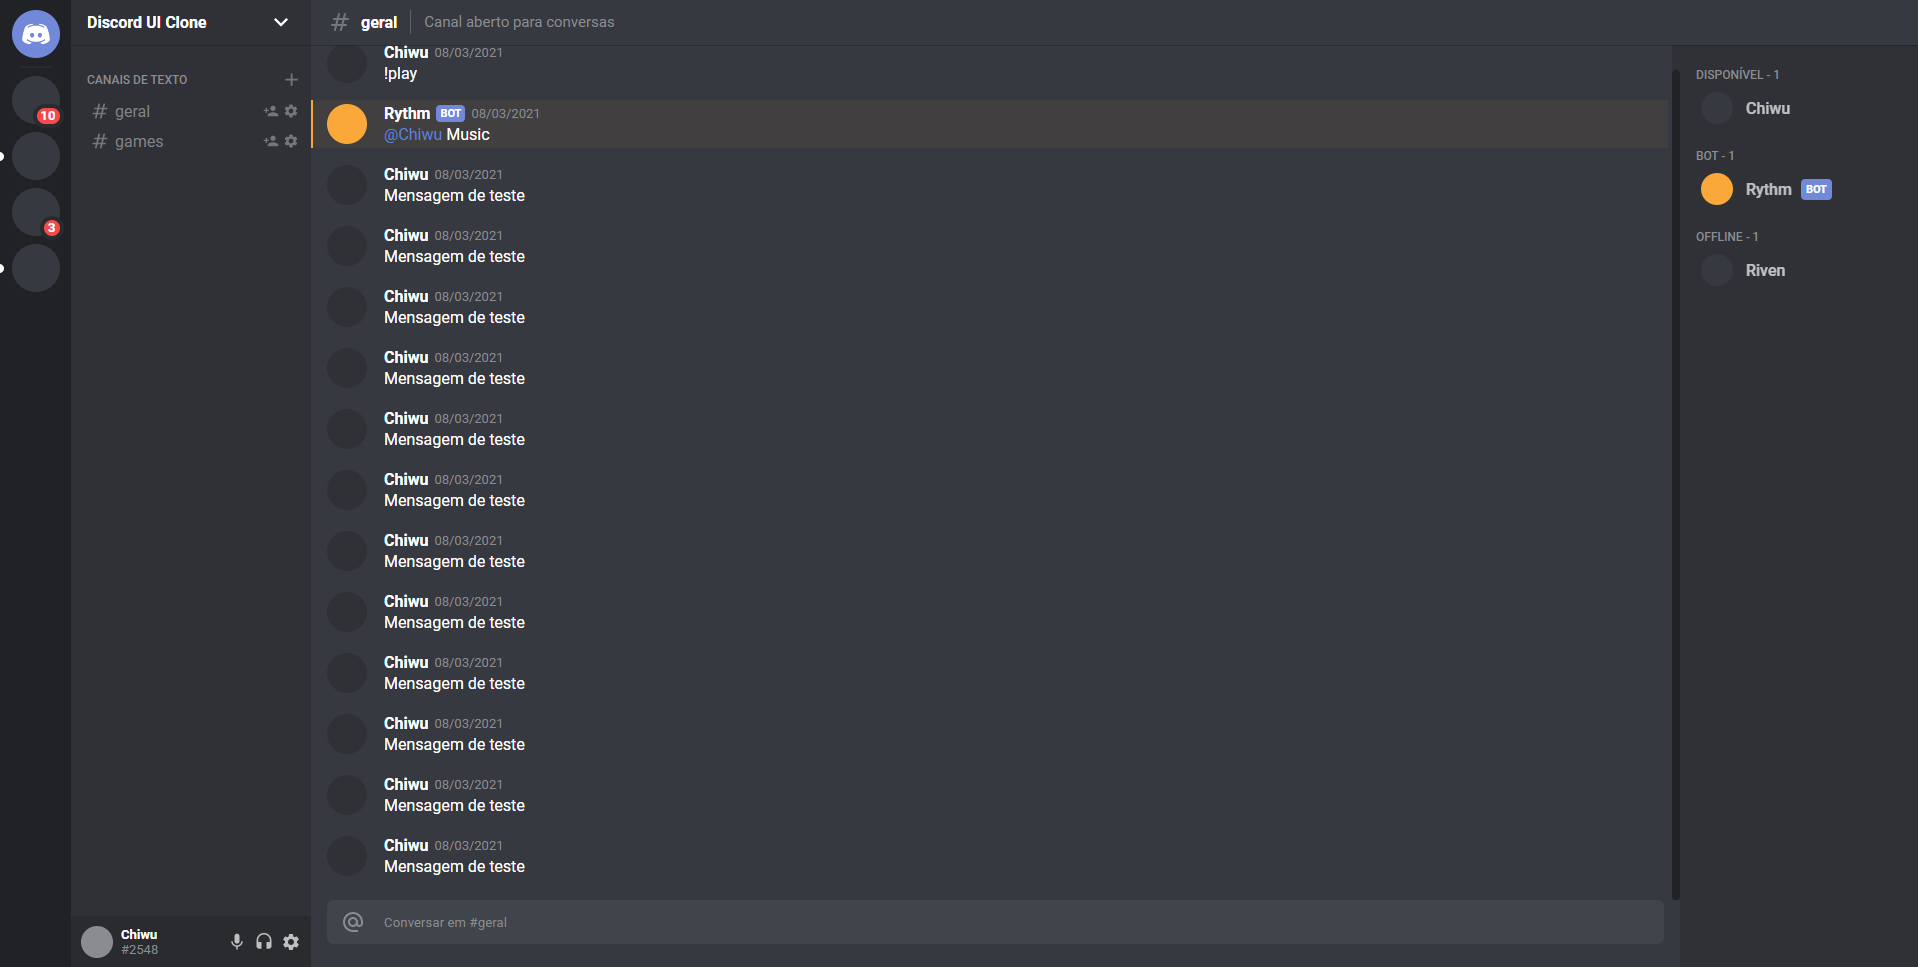 Discord UI Clone
10
3
CANAIS DE TEXTO
geral
games
Chiwu
#2548
# geral Canal aberto para conversas
Chiwu 08/03/2021
!play
Rythm BOT 08/03/2021
@Chiwu Music
Chiwu 08/03/2021
Mensagem de teste
Chiwu 08/03/2021
Mensagem de teste
Chiwu 08/03/2021
Mensagem de teste
Chiwu 08/03/2021
Mensagem de teste
Chiwu 08/03/2021
Mensagem de teste
Chiwu 08/03/2021
Mensagem de teste
Chiwu 08/03/2021
Mensagem de teste
Chiwu 08/03/2021
Mensagem de teste
Chiwu 08/03/2021
Mensagem de teste
Chiwu 08/03/2021
Mensagem de teste
Chiwu 08/03/2021
Mensagem de teste
Chiwu 08/03/2021
Mensagem de teste
@ Conversar em #geral
DISPONÍVEL - 1
Chiwu
BOT - 1
Rythm BOT
OFFLINE - 1
Riven